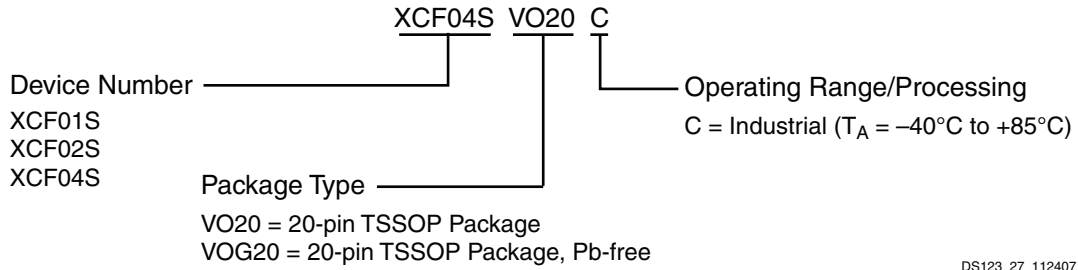 XCF04S VO20 C
Device Number
XCF01S
XCF02S
XCF04S
Package Type
VO20 = 20-pin TSSOP Package
VOG20 = 20-pin TSSOP Package, Pb-free
Operating Range/Processing
C = Industrial (TA = –40°C to +85°C)
DS123_27_112407